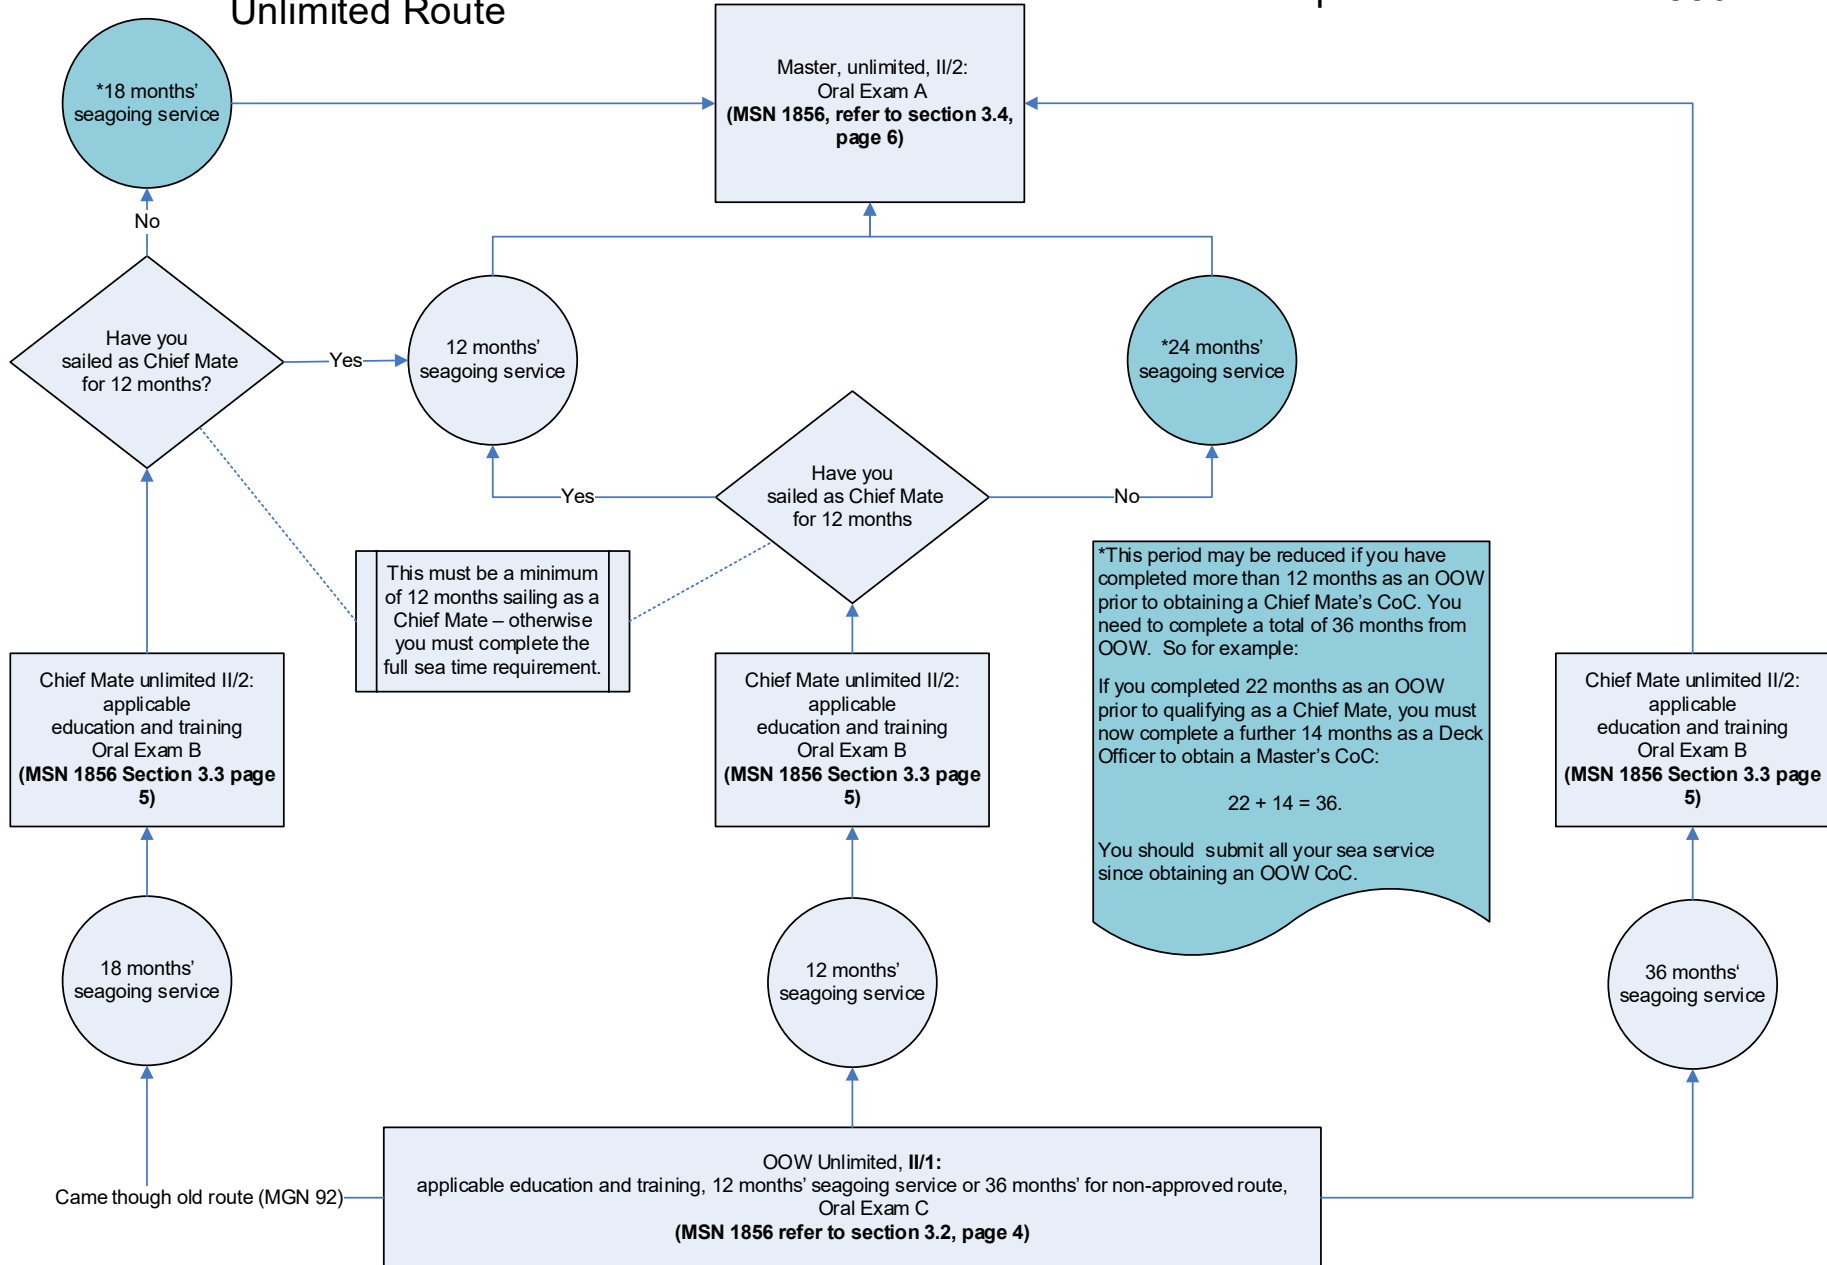 Unlimited Route
*18 months’
seagoing service
Master, unlimited, II/2:
Oral Exam A
(MSN 1856, refer to section 3.4,
page 6)
No
Have you
sailed as Chief Mate
for 12 months?
Yes
12 months’
seagoing service
*24 months’
seagoing service
Have you
sailed as Chief Mate
for 12 months
Yes
No
This must be a minimum
of 12 months sailing as a
Chief Mate – otherwise
you must complete the
full sea time requirement.
*This period may be reduced if you have
completed more than 12 months as an OOW
prior to obtaining a Chief Mate’s CoC. You
need to complete a total of 36 months from
OOW.  So for example:
If you completed 22 months as an OOW
prior to qualifying as a Chief Mate, you must
now complete a further 14 months as a Deck
Officer to obtain a Master’s CoC:
22 + 14 = 36.
You should  submit all your sea service
since obtaining an OOW CoC.
Chief Mate unlimited II/2:
applicable
education and training
Oral Exam B
(MSN 1856 Section 3.3 page
5)
Chief Mate unlimited II/2:
applicable
education and training
Oral Exam B
(MSN 1856 Section 3.3 page
5)
Chief Mate unlimited II/2:
applicable
education and training
Oral Exam B
(MSN 1856 Section 3.3 page
5)
18 months’
seagoing service
12 months’
seagoing service
36 months‘
seagoing service
Came though old route (MGN 92)
OOW Unlimited, II/1:
applicable education and training, 12 months’ seagoing service or 36 months’ for non-approved route,
Oral Exam C
(MSN 1856 refer to section 3.2, page 4)